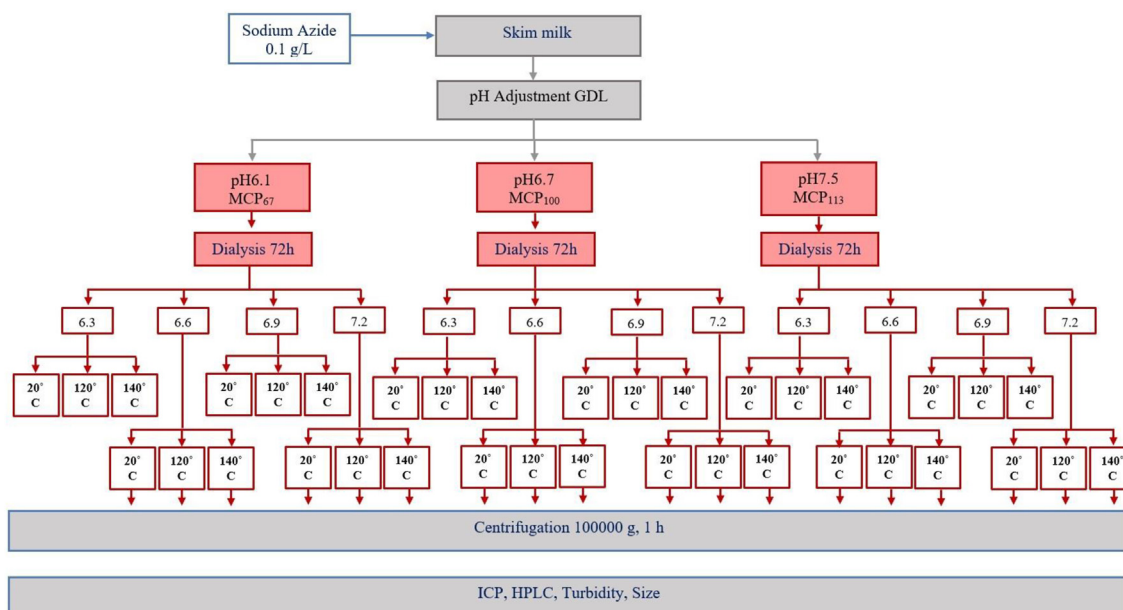 Sodium Azide
0.1 g/L
Skim milk
pH Adjustment GDL
pH6.1
MCP67
pH6.7
MCP100
pH7.5
MCP113
Dialysis 72h
Dialysis 72h
Dialysis 72h
6.3
6.6
6.9
7.2
6.3
6.6
6.9
7.2
6.3
6.6
6.9
7.2
20°
C
120°
C
140°
C
20°
C
120°
C
140°
C
20°
C
120°
C
140°
C
20°
C
120°
C
140°
C
20°
C
120°
C
140°
C
20°
C
120°
C
140°
C
20°
C
120°
C
140°
C
20°
C
120°
C
140°
C
20°
C
120°
C
140°
C
20°
C
120°
C
140°
C
20°
C
120°
C
140°
C
20°
C
120°
C
140°
C
Centrifugation 100000 g, 1 h
ICP, HPLC, Turbidity, Size